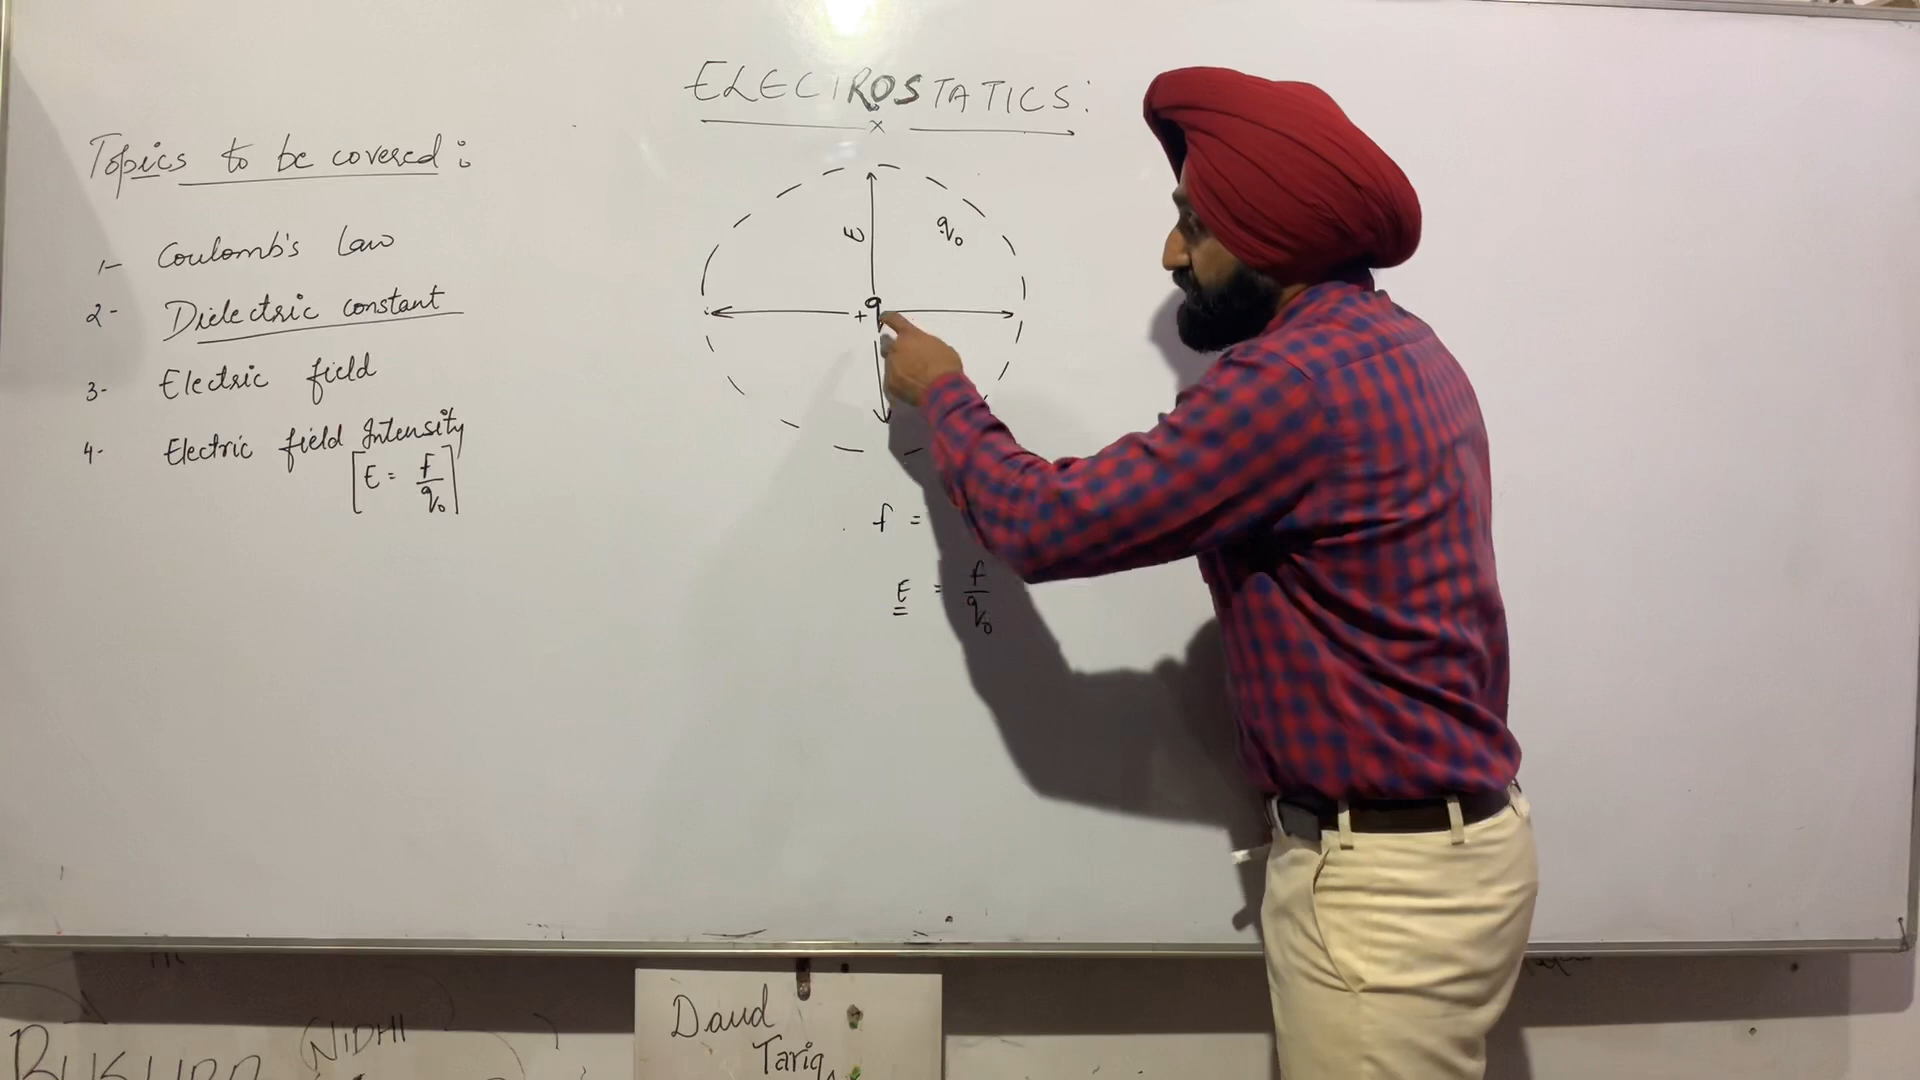 ELECTROSTATICS:
x
Topics to be covered:
1- Coulomb's Law
2- Dielectric constant
3- Electric field
4- Electric field Intensity
[E = f/q₀]
E
q₀
+q
f =
E = f/q₀
NIDHI
Daud
Tariq